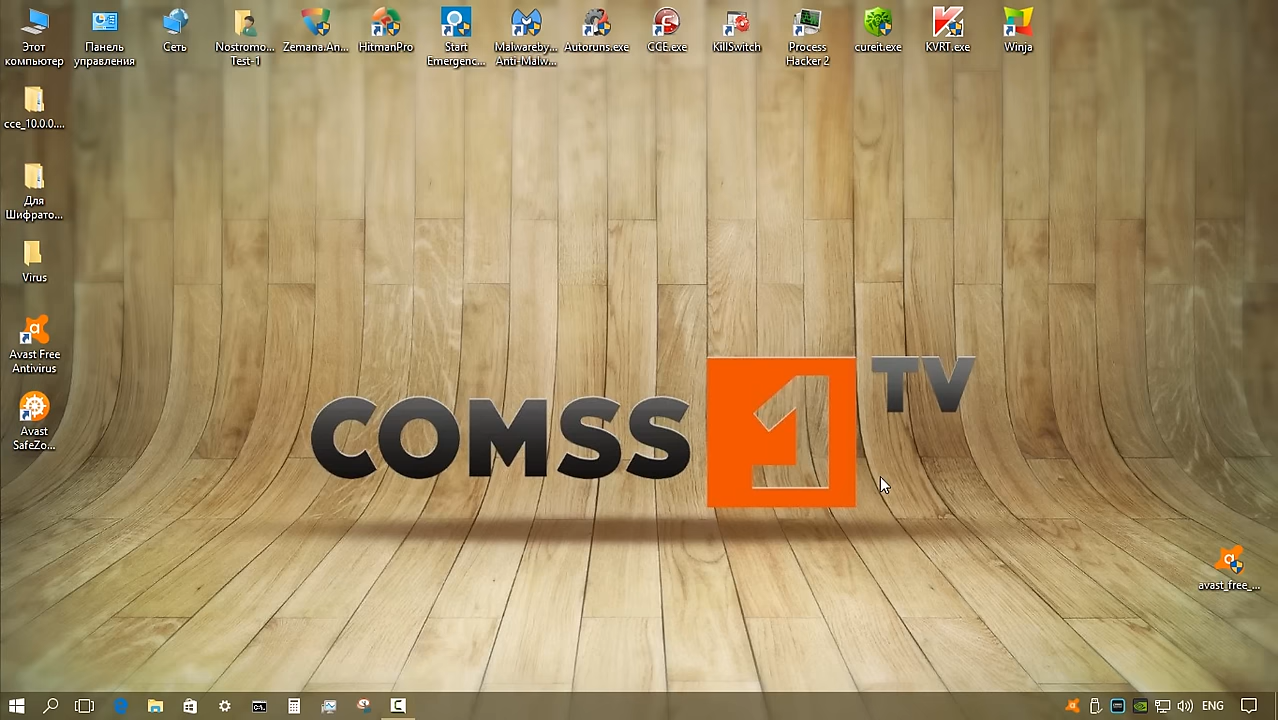 Этот
компьютер
Панель
управления
Сеть
Nostromo...
Test-1
Zemana.An...
HitmanPro
Start
Emergenc...
Malwareby...
Anti-Malw...
Autoruns.exe
CCE.exe
KillSwitch
Process
Hacker 2
cureit.exe
KVRT.exe
Winja
cce_10.0.0....
Для
Шифрато...
Virus
Avast Free
Antivirus
Avast
SafeZo...
COMSS 1 TV
avast_free_...
ENG